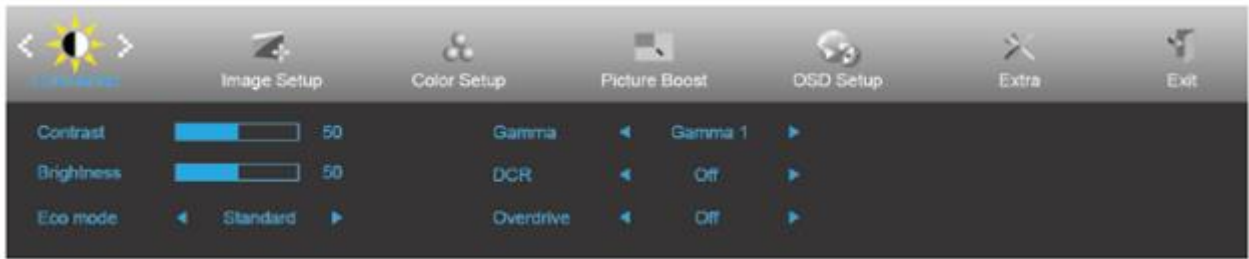 Image Setup
Color Setup
Picture Boost
OSD Setup
Extra
Exit
Contrast 50 Gamma Gamma 1
Brightness 50 DCR Off
Eco mode Standard Overdrive Off